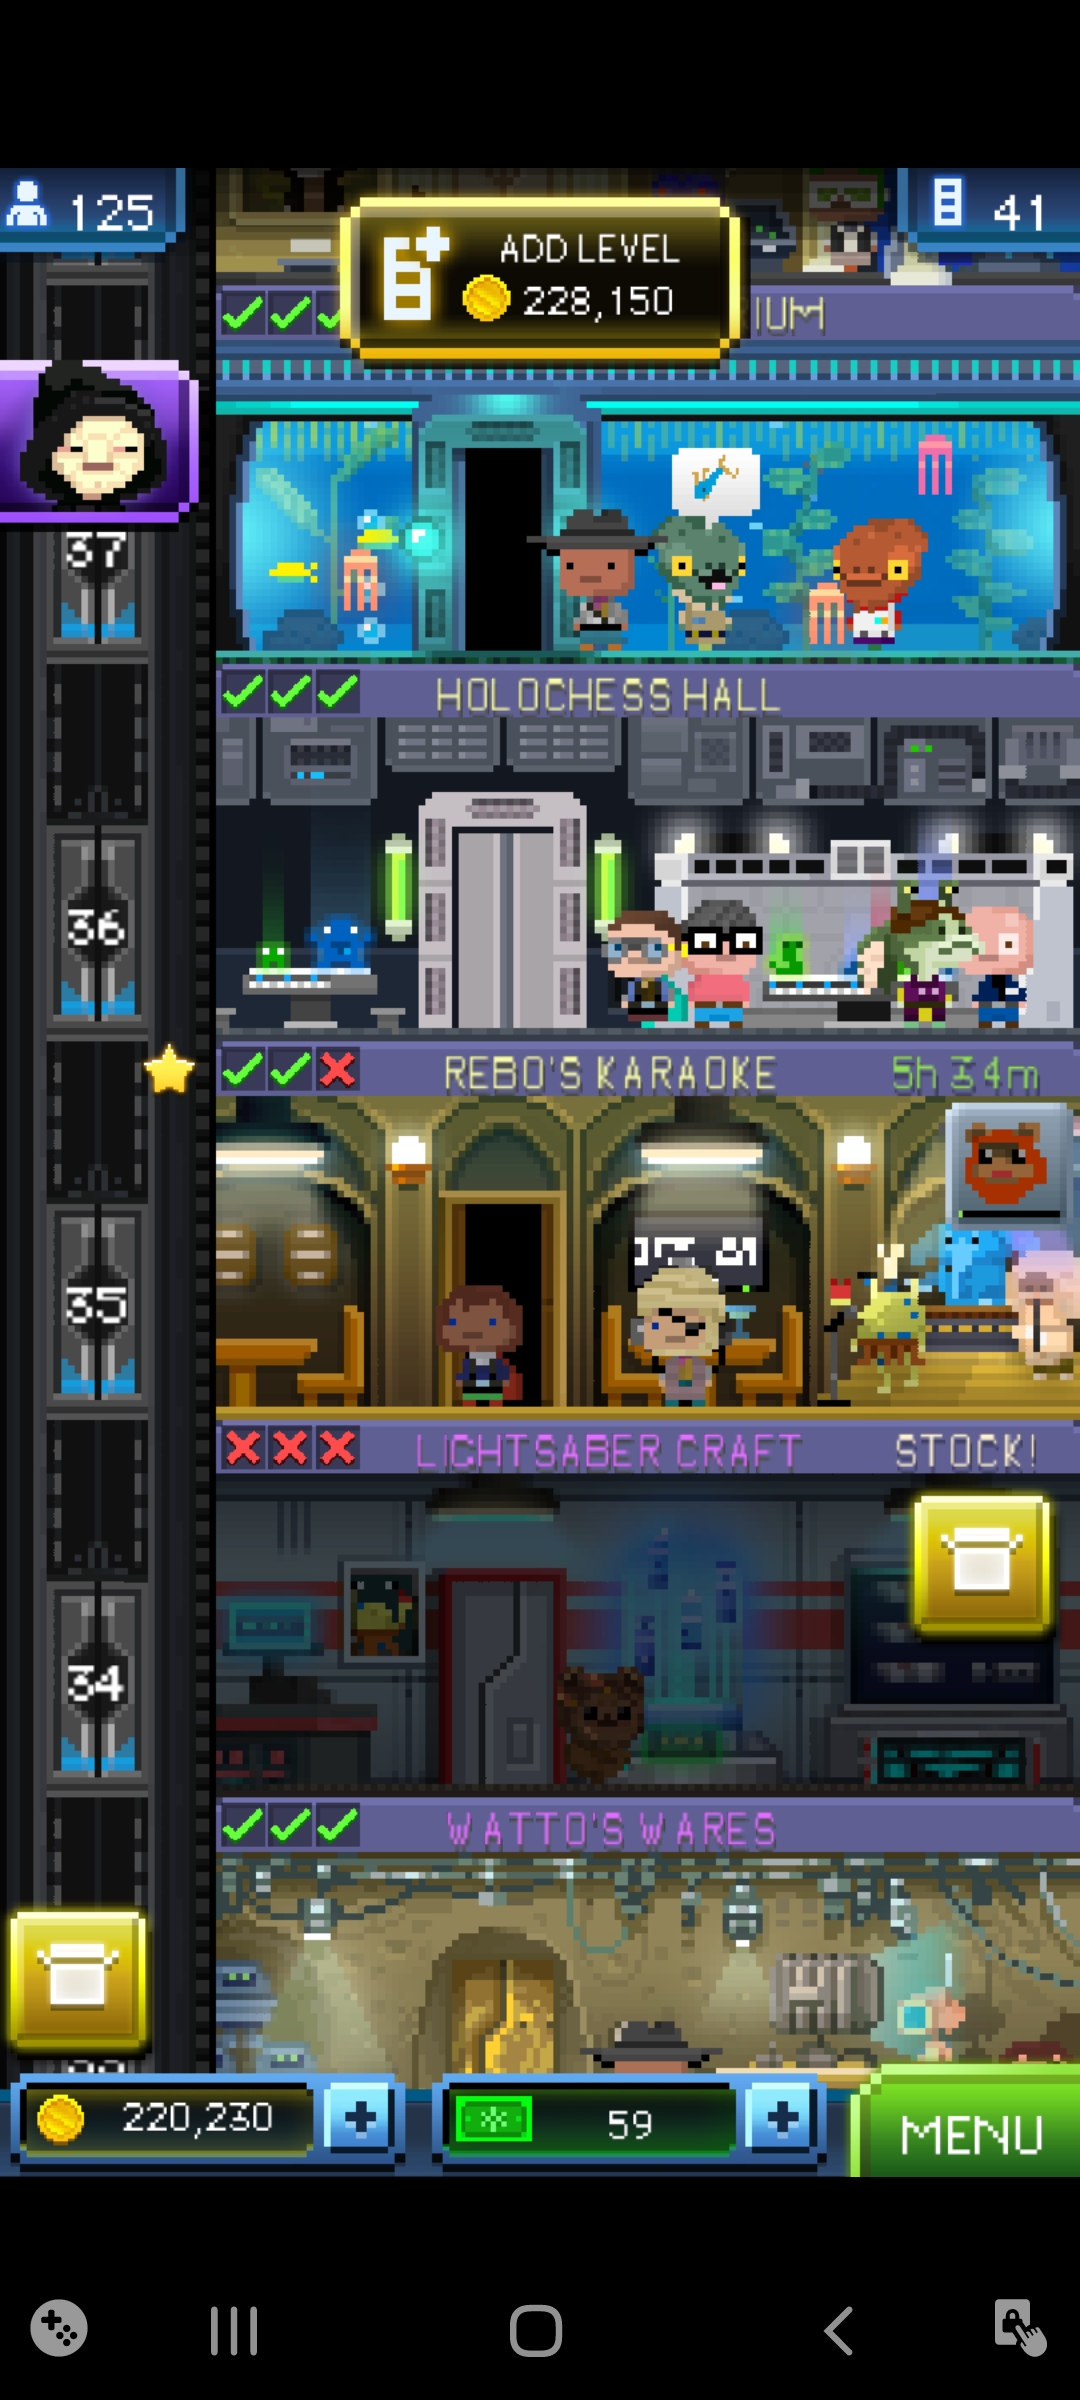 125
ADD LEVEL
228,150
41
IUM
37
HOLOCHESS HALL
36
REBO'S KARAOKE 5h 34m
35
LIGHTSABER CRAFT STOCK!
34
WATTO'S WARES
220,230
59
MENU